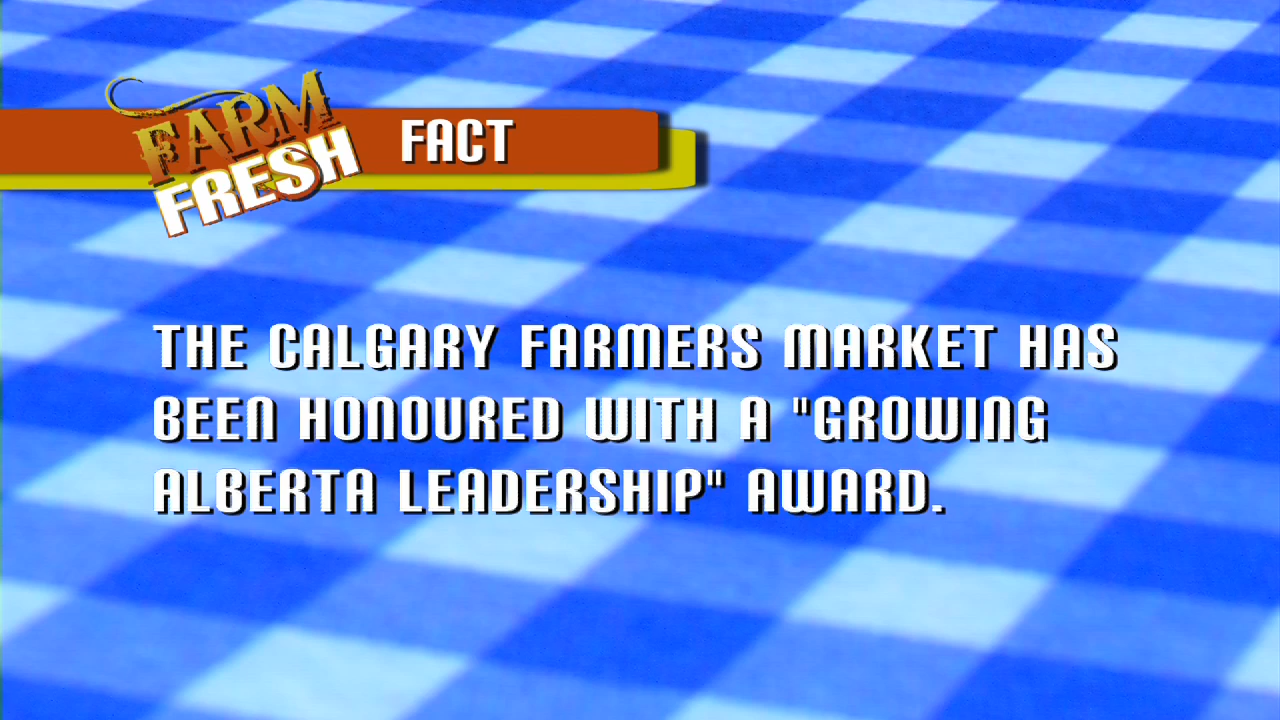 FARM
FRESH
FACT
THE CALGARY FARMERS MARKET HAS
BEEN HONOURED WITH A "GROWING
ALBERTA LEADERSHIP" AWARD.